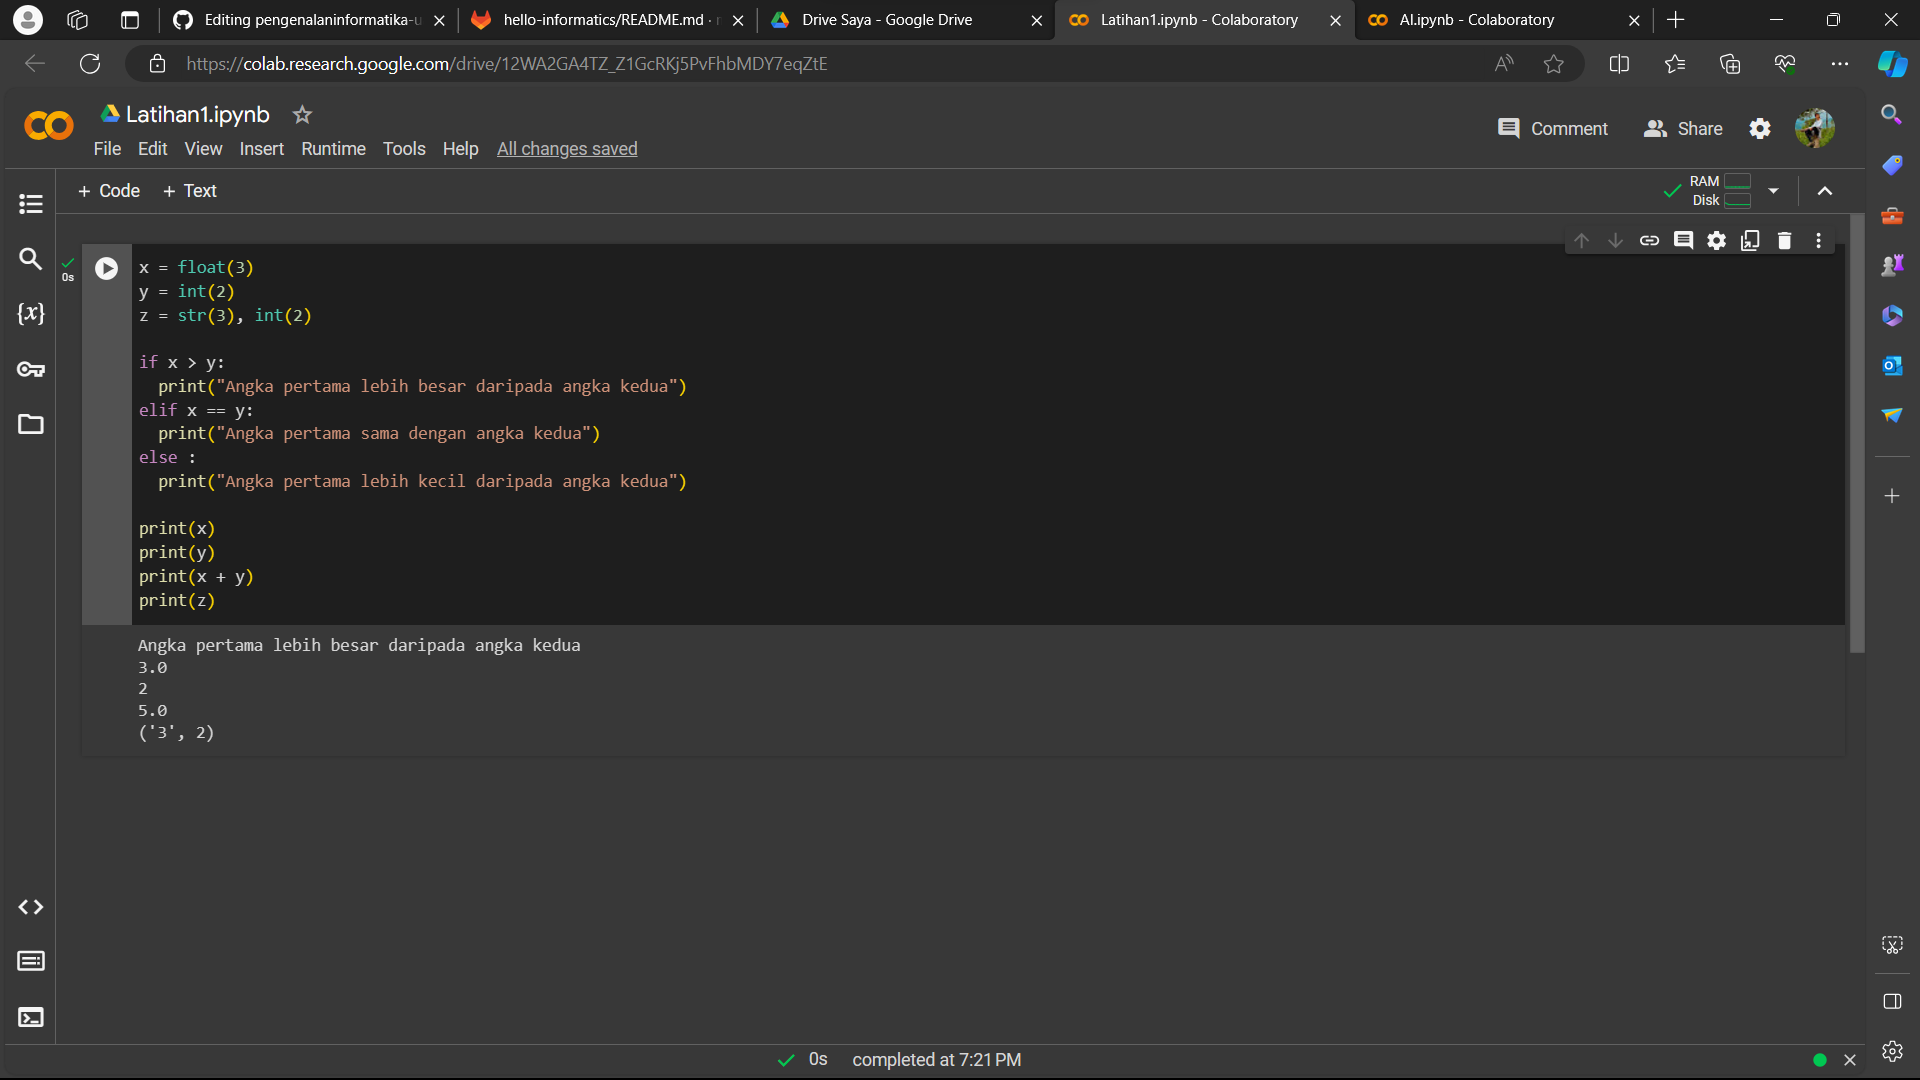 Editing pengenalaninformatika-u
hello-informatics/README.md ·
Drive Saya - Google Drive
Latihan1.ipynb - Colaboratory
AI.ipynb - Colaboratory
https://colab.research.google.com/drive/12WA2GA4TZ_Z1GcRKj5PvFhbMDY7eqZtE
Latihan1.ipynb
Comment
Share
File Edit View Insert Runtime Tools Help All changes saved
+ Code + Text
RAM
Disk
0s
x = float(3)
y = int(2)
z = str(3), int(2)
if x > y:
  print("Angka pertama lebih besar daripada angka kedua")
elif x == y:
  print("Angka pertama sama dengan angka kedua")
else :
  print("Angka pertama lebih kecil daripada angka kedua")
print(x)
print(y)
print(x + y)
print(z)
Angka pertama lebih besar daripada angka kedua
3.0
2
5.0
('3', 2)
0s completed at 7:21 PM